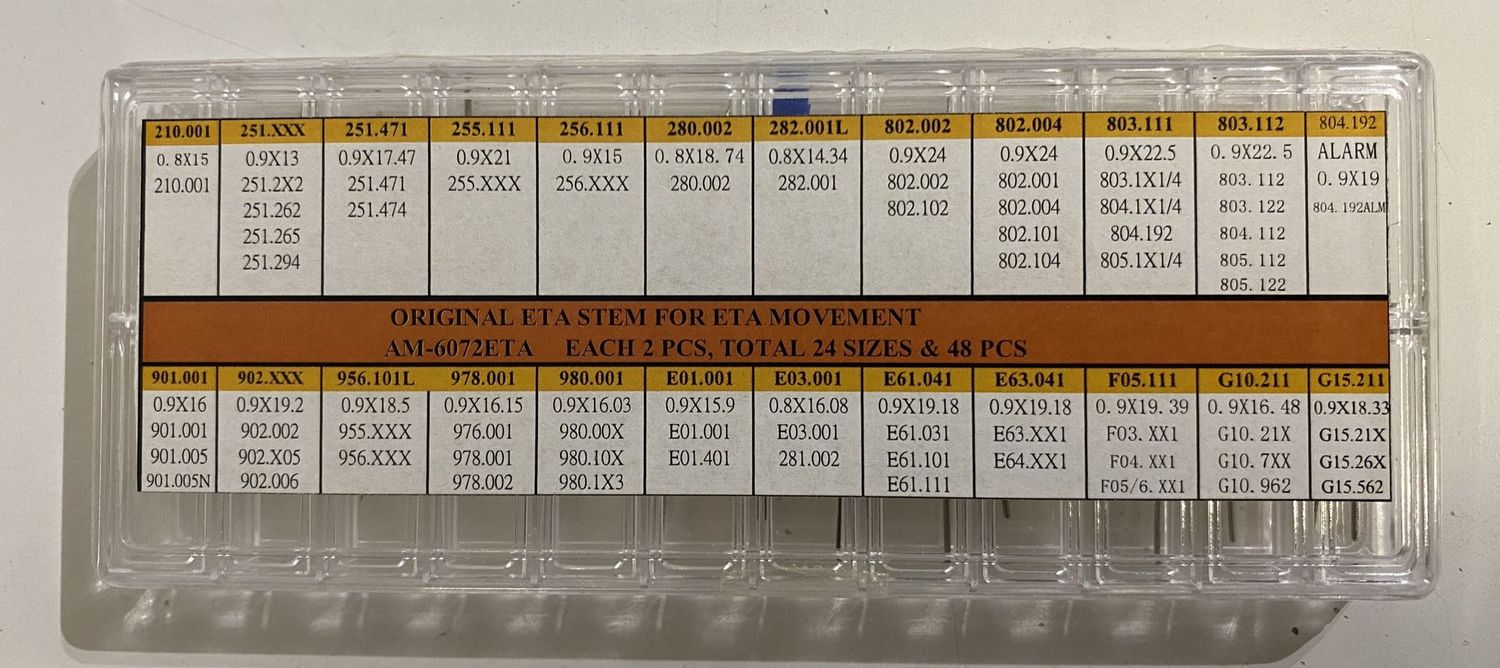 210.001 251.XXX 251.471 255.111 256.111 280.002 282.001L 802.002 802.004 803.111 803.112 804.192
0.8X15 0.9X13 0.9X17.47 0.9X21 0.9X15 0.8X18.74 0.8X14.34 0.9X24 0.9X24 0.9X22.5 0.9X22.5 ALARM
210.001 251.2X2 251.471 255.XXX 256.XXX 280.002 282.001 802.002 802.001 803.1X1/4 803.112 0.9X19
251.262 251.474 802.102 802.004 804.1X1/4 803.122 804.192ALM
251.265 802.101 804.192 804.112
251.294 802.104 805.1X1/4 805.112
805.122
ORIGINAL ETA STEM FOR ETA MOVEMENT
AM-6072ETA EACH 2 PCS, TOTAL 24 SIZES & 48 PCS
901.001 902.XXX 956.101L 978.001 980.001 E01.001 E03.001 E61.041 E63.041 F05.111 G10.211 G15.211
0.9X16 0.9X19.2 0.9X18.5 0.9X16.15 0.9X16.03 0.9X15.9 0.8X16.08 0.9X19.18 0.9X19.18 0.9X19.39 0.9X16.48 0.9X18.33
901.001 902.002 955.XXX 976.001 980.00X E01.001 E03.001 E61.031 E63.XX1 F03.XX1 G10.21X G15.21X
901.005 902.X05 956.XXX 978.001 980.10X E01.401 281.002 E61.101 E64.XX1 F04.XX1 G10.7XX G15.26X
901.005N 902.006 978.002 980.1X3 E61.111 F05/6.XX1 G10.962 G15.562